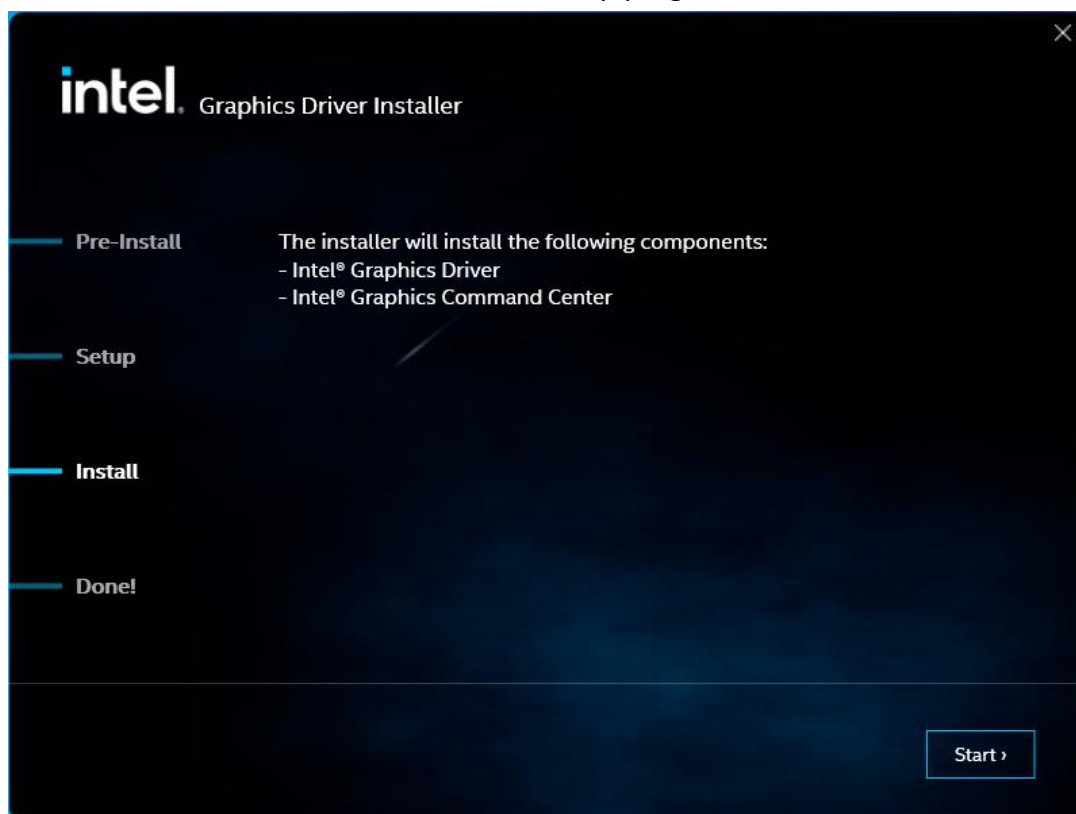 intel. Graphics Driver Installer
Pre-Install
The installer will install the following components:
- Intel® Graphics Driver
- Intel® Graphics Command Center
Setup
Install
Done!
Start ›